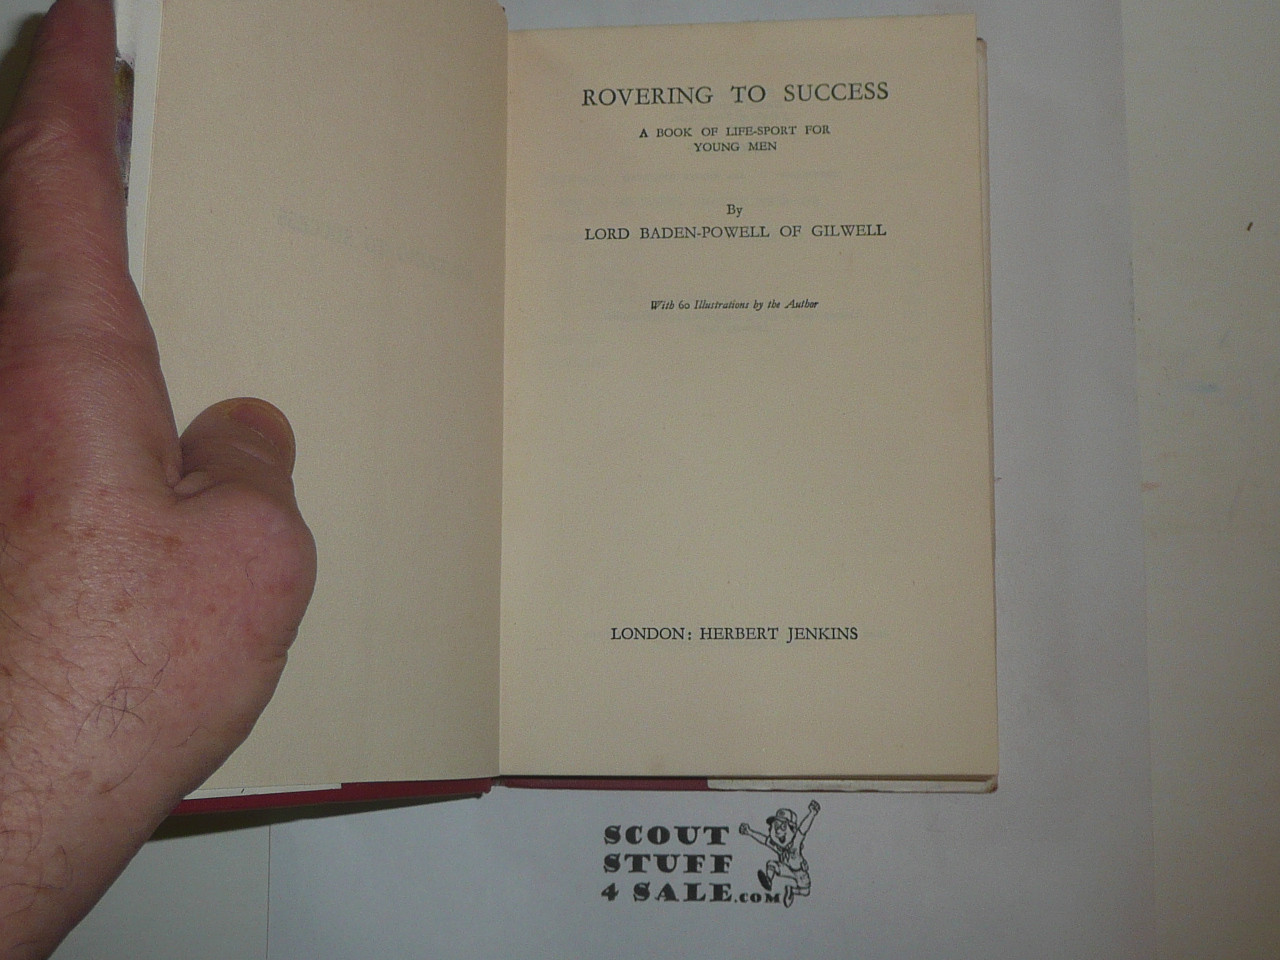 ROVERING TO SUCCESS
A BOOK OF LIFE-SPORT FOR
YOUNG MEN
By
LORD BADEN-POWELL OF GILWELL
With 60 Illustrations by the Author
LONDON: HERBERT JENKINS
SCOUT
STUFF
4 SALE.COM